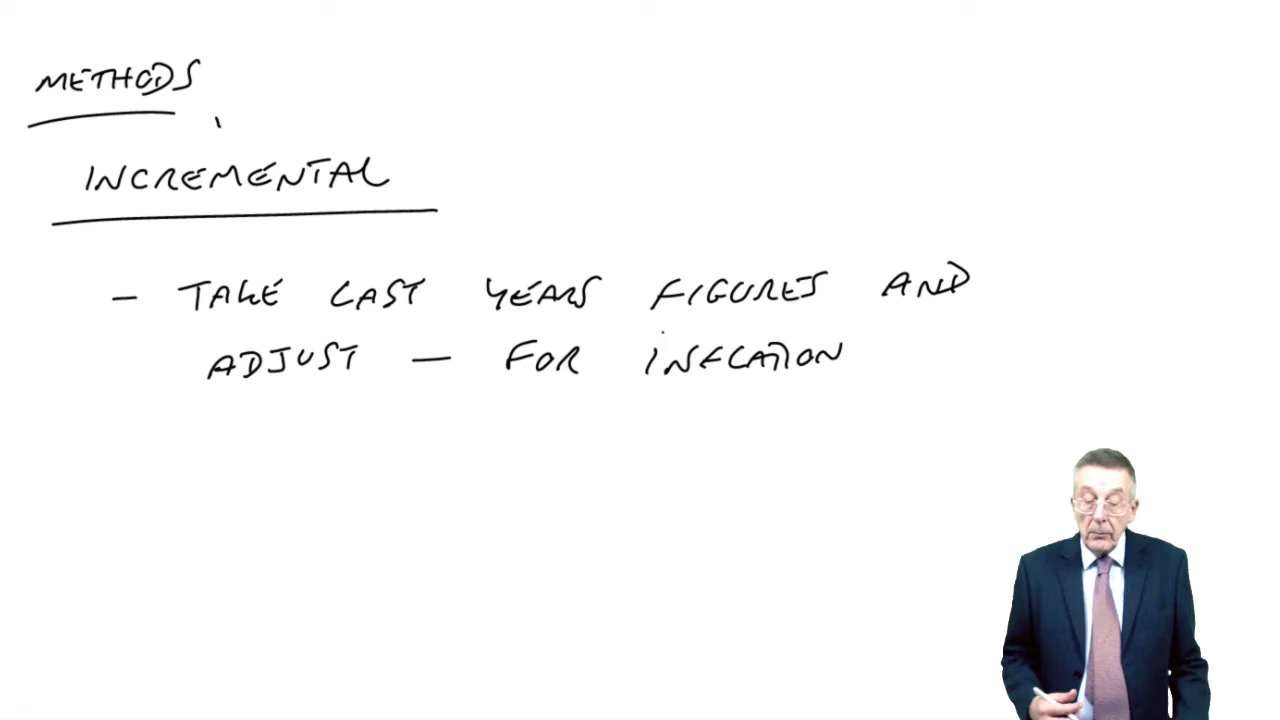 METHODS
INCREMENTAL
- TAKE LAST YEARS FIGURES AND
ADJUST - FOR INFLATION